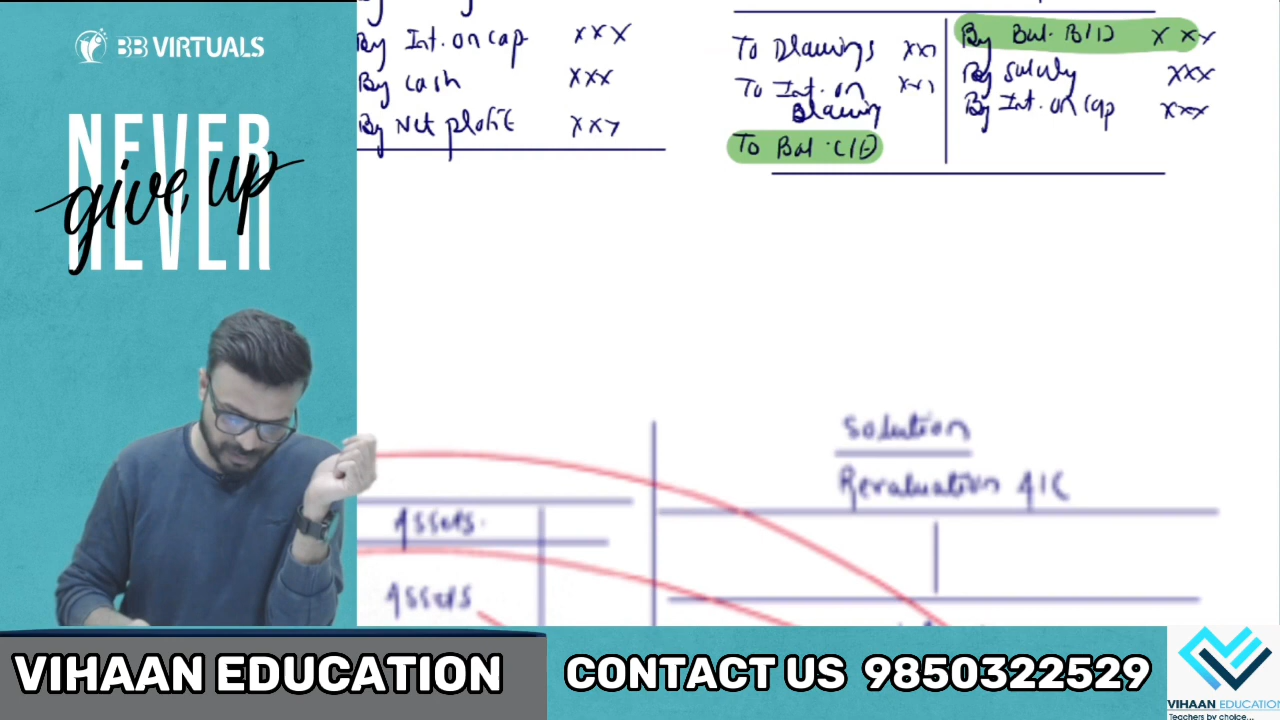 BB VIRTUALS
NEVER
give up
NEVER
By Int. on cap xxx
By cash xxx
By Net profit xxx
To Drawings xxx
To Int. on xxx
Drawing
To Bal. C/D
By Bal. B/D xxx
By Salary xxx
By Int. on cap xxx
Solution
Revaluation A/C
Assets.
Assets
VIHAAN EDUCATION
CONTACT US 9850322529
VIHAAN EDUCATION
Teachers by choice...